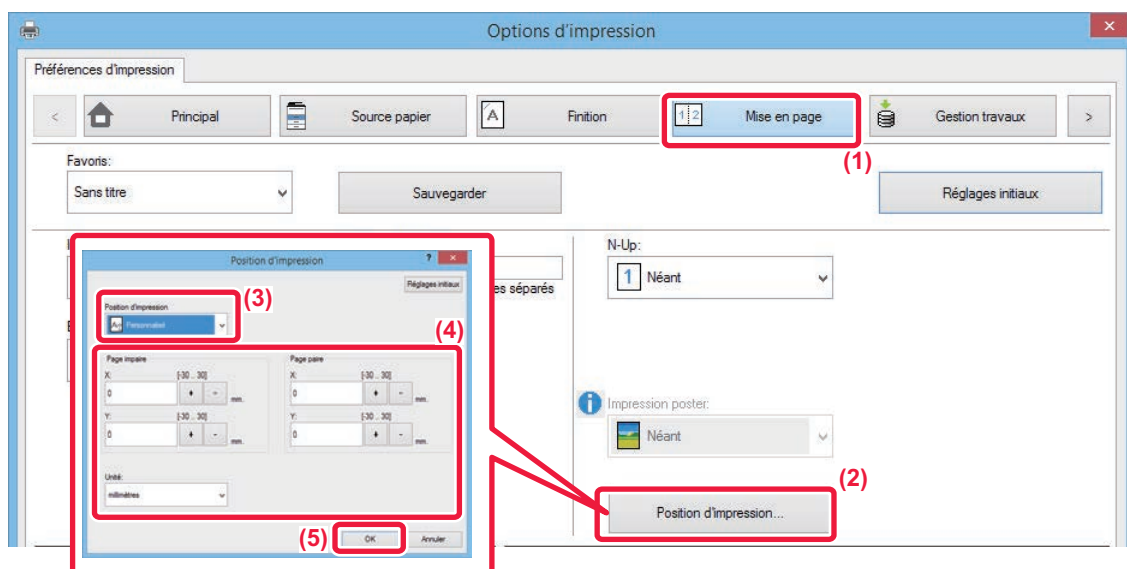 Options d'impression
Préférences d'impression
< Principal Source papier A Finition 1 2 Mise en page Gestion travaux >
(1)
Favoris:
Sans titre Sauvegarder Réglages initiaux
N-Up:
1 Néant
es séparés
Position d'impression ?
Réglages initiaux
(3)
Position d'impression
Personnalisé
(4)
Page impaire Page paire
X: [-30 .. 30] X: [-30 .. 30]
0 + - mm. 0 + - mm.
Y: [-30 .. 30] Y: [-30 .. 30]
0 + - mm. 0 + - mm.
Unité:
millimètres
(5) OK Annuler
i Impression poster:
Néant
(2)
Position d'impression...